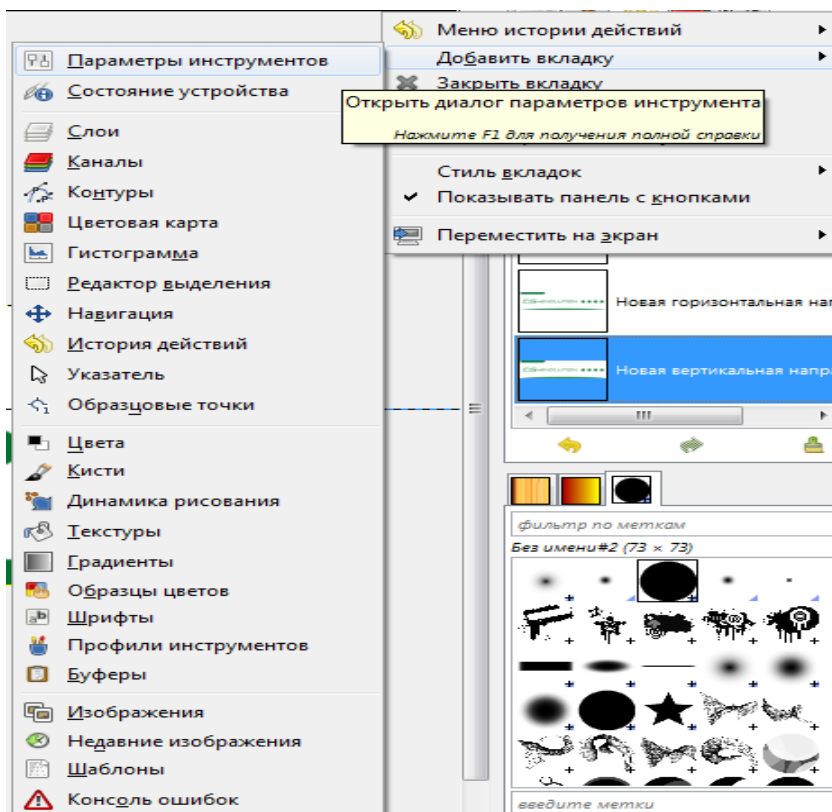 Меню истории действий
Добавить вкладку
Закрыть вкладку
Открыть диалог параметров инструмента
Нажмите F1 для получения полной справки
Стиль вкладок
Показывать панель с кнопками
Переместить на экран
Параметры инструментов
Состояние устройства
Слои
Каналы
Контуры
Цветовая карта
Гистограмма
Редактор выделения
Навигация
История действий
Указатель
Образцовые точки
Цвета
Кисти
Динамика рисования
Текстуры
Градиенты
Образцы цветов
Шрифты
Профили инструментов
Буферы
Изображения
Недавние изображения
Шаблоны
Консоль ошибок
Новая горизонтальная нап
Новая вертикальная напра
фильтр по меткам
Без имени#2 (73 × 73)
введите метки